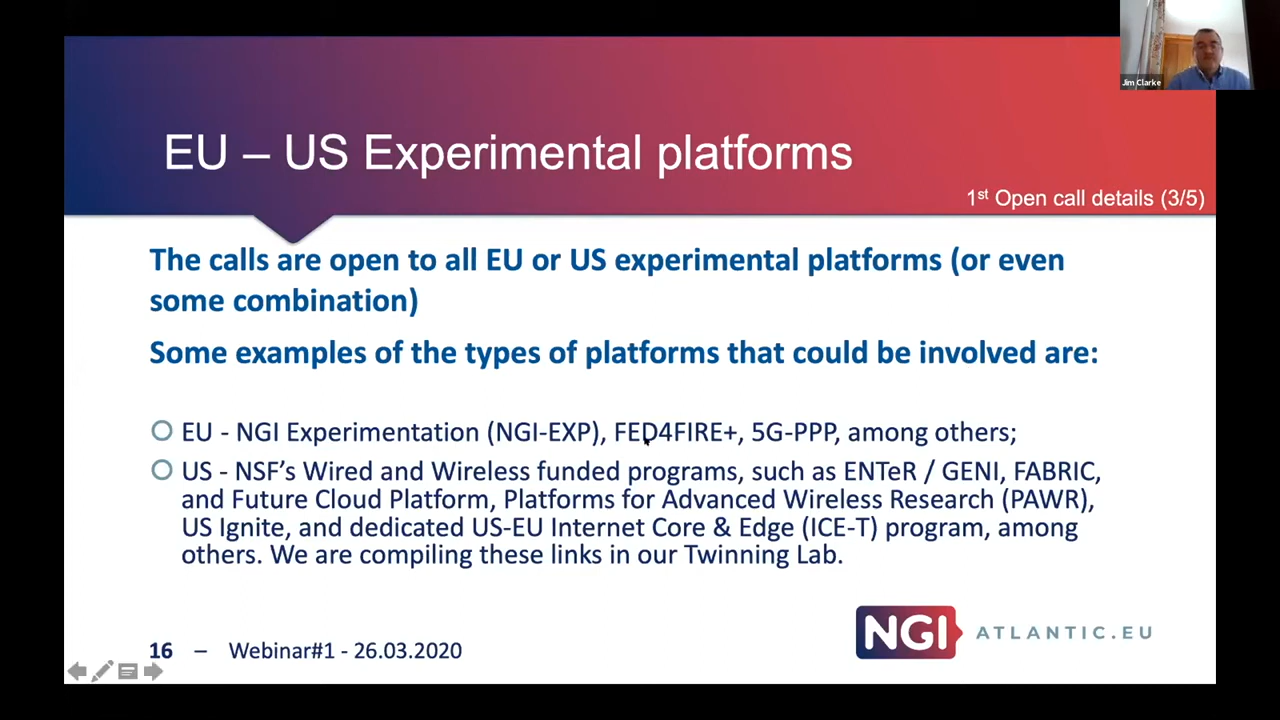 Jim Clarke
EU – US Experimental platforms
1st Open call details (3/5)
The calls are open to all EU or US experimental platforms (or even
some combination)
Some examples of the types of platforms that could be involved are:
EU - NGI Experimentation (NGI-EXP), FED4FIRE+, 5G-PPP, among others;
US - NSF’s Wired and Wireless funded programs, such as ENTeR / GENI, FABRIC,
and Future Cloud Platform, Platforms for Advanced Wireless Research (PAWR),
US Ignite, and dedicated US-EU Internet Core & Edge (ICE-T) program, among
others. We are compiling these links in our Twinning Lab.
NGI ATLANTIC.EU
16 – Webinar#1 - 26.03.2020